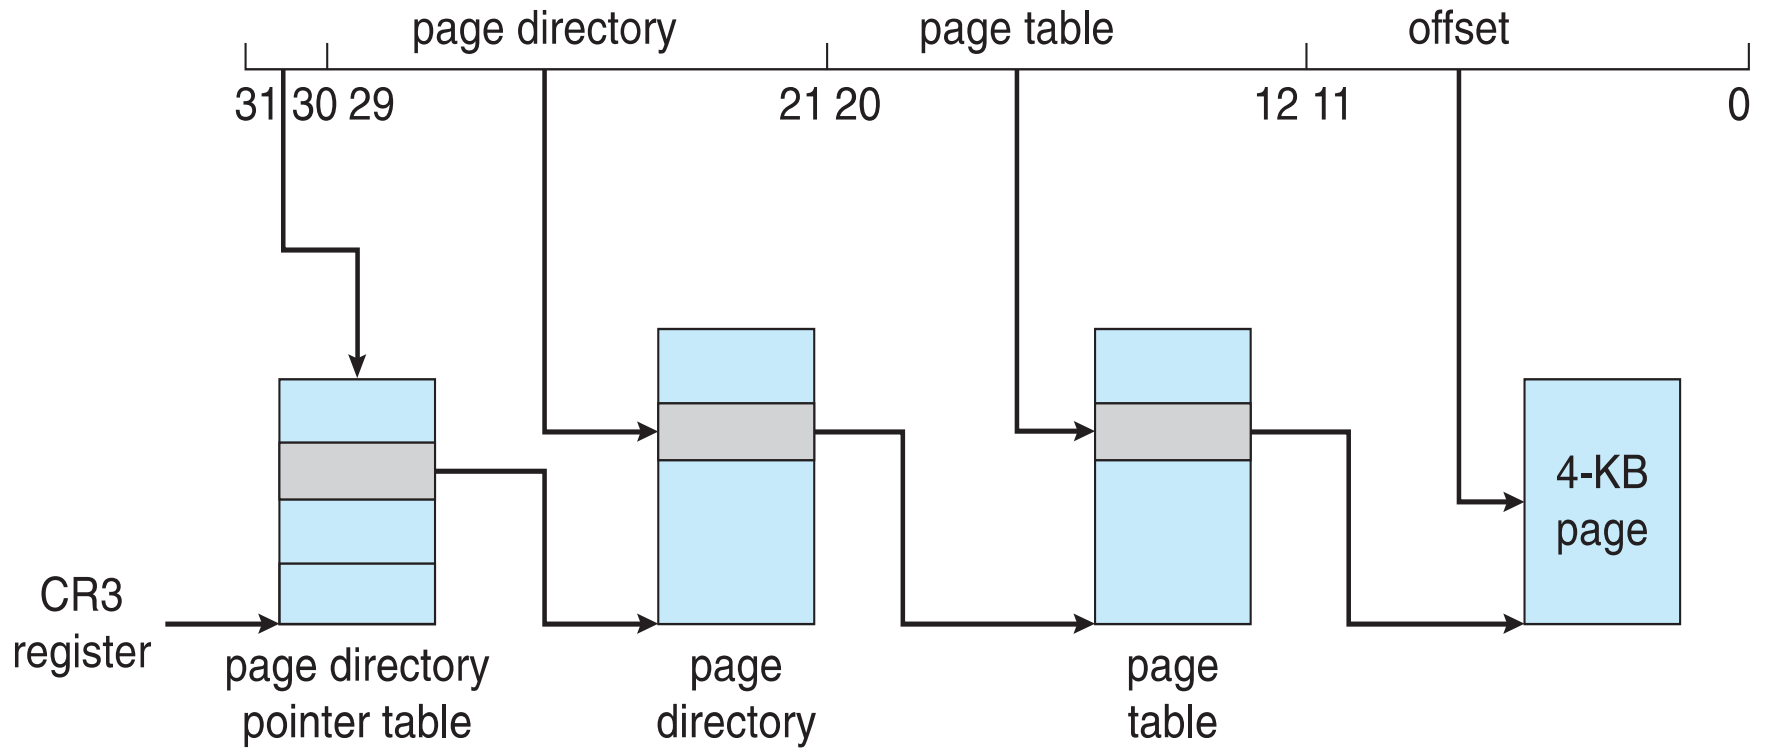 page directory page table offset
31 30 29 21 20 12 11 0
4-KB
page
CR3
register
page directory
pointer table
page
directory
page
table